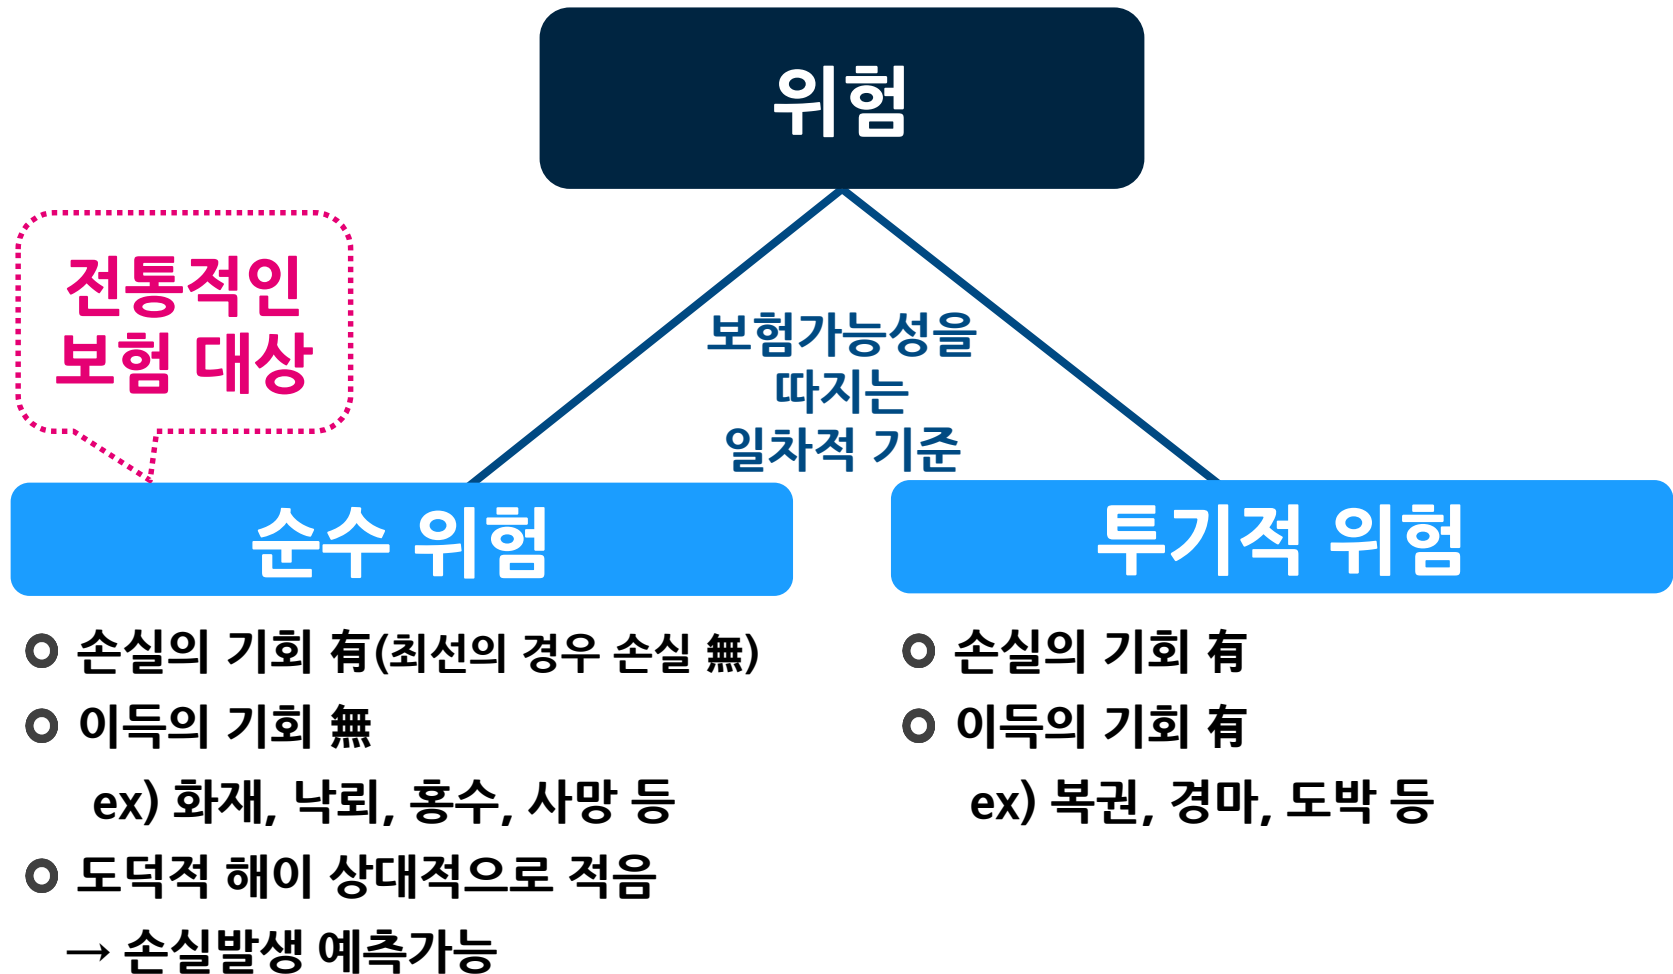 위험
전통적인
보험 대상
보험가능성을
따지는
일차적 기준
순수 위험
손실의 기회 有(최선의 경우 손실 無)
이득의 기회 無
ex) 화재, 낙뢰, 홍수, 사망 등
도덕적 해이 상대적으로 적음
→ 손실발생 예측가능
투기적 위험
손실의 기회 有
이득의 기회 有
ex) 복권, 경마, 도박 등